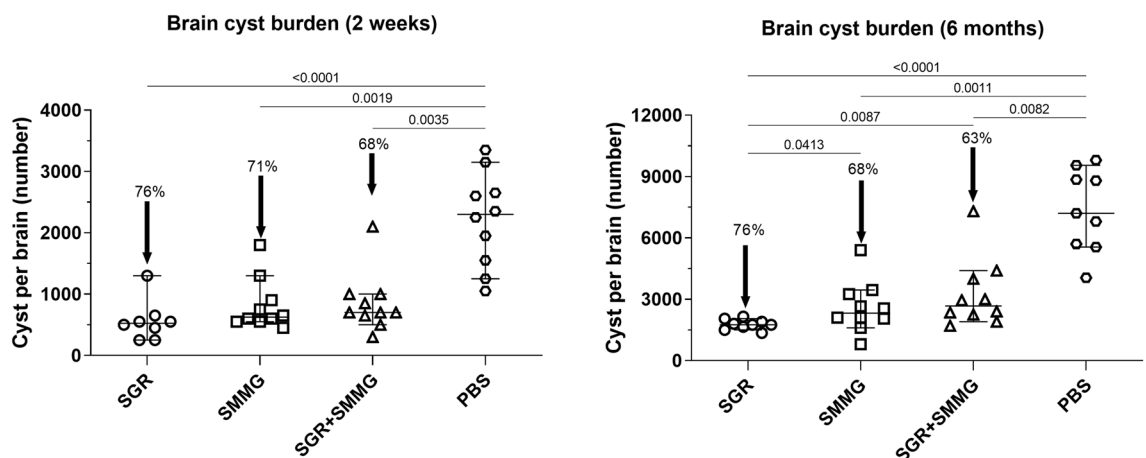 Brain cyst burden (2 weeks)
<0.0001
0.0019
0.0035
68%
71%
76%
Cyst per brain (number)
4000
3000
2000
1000
0
SGR
SMMG
SGR+SMMG
PBS
Brain cyst burden (6 months)
<0.0001
0.0011
0.0087
0.0082
0.0413
63%
68%
76%
Cyst per brain (number)
12000
9000
6000
3000
0
SGR
SMMG
SGR+SMMG
PBS